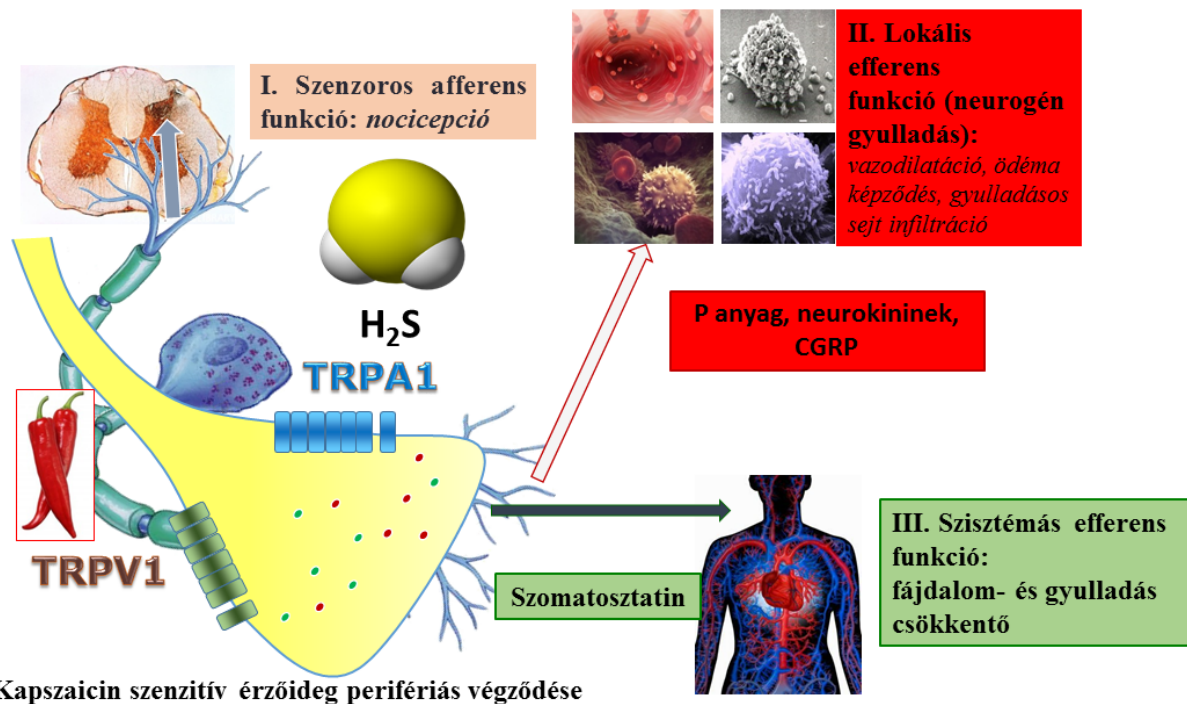 I. Szenzoros afferens
funkció: nocicepció
II. Lokális
efferens
funkció (neurogén
gyulladás):
vazodilatáció, ödéma
képződés, gyulladásos
sejt infiltráció
H₂S
TRPA1
P anyag, neurokininek,
CGRP
TRPV1
Szomatosztatin
III. Szisztémás efferens
funkció:
fájdalom- és gyulladás
csökkentő
Kapszaicin szenzitív érzőideg perifériás végződése